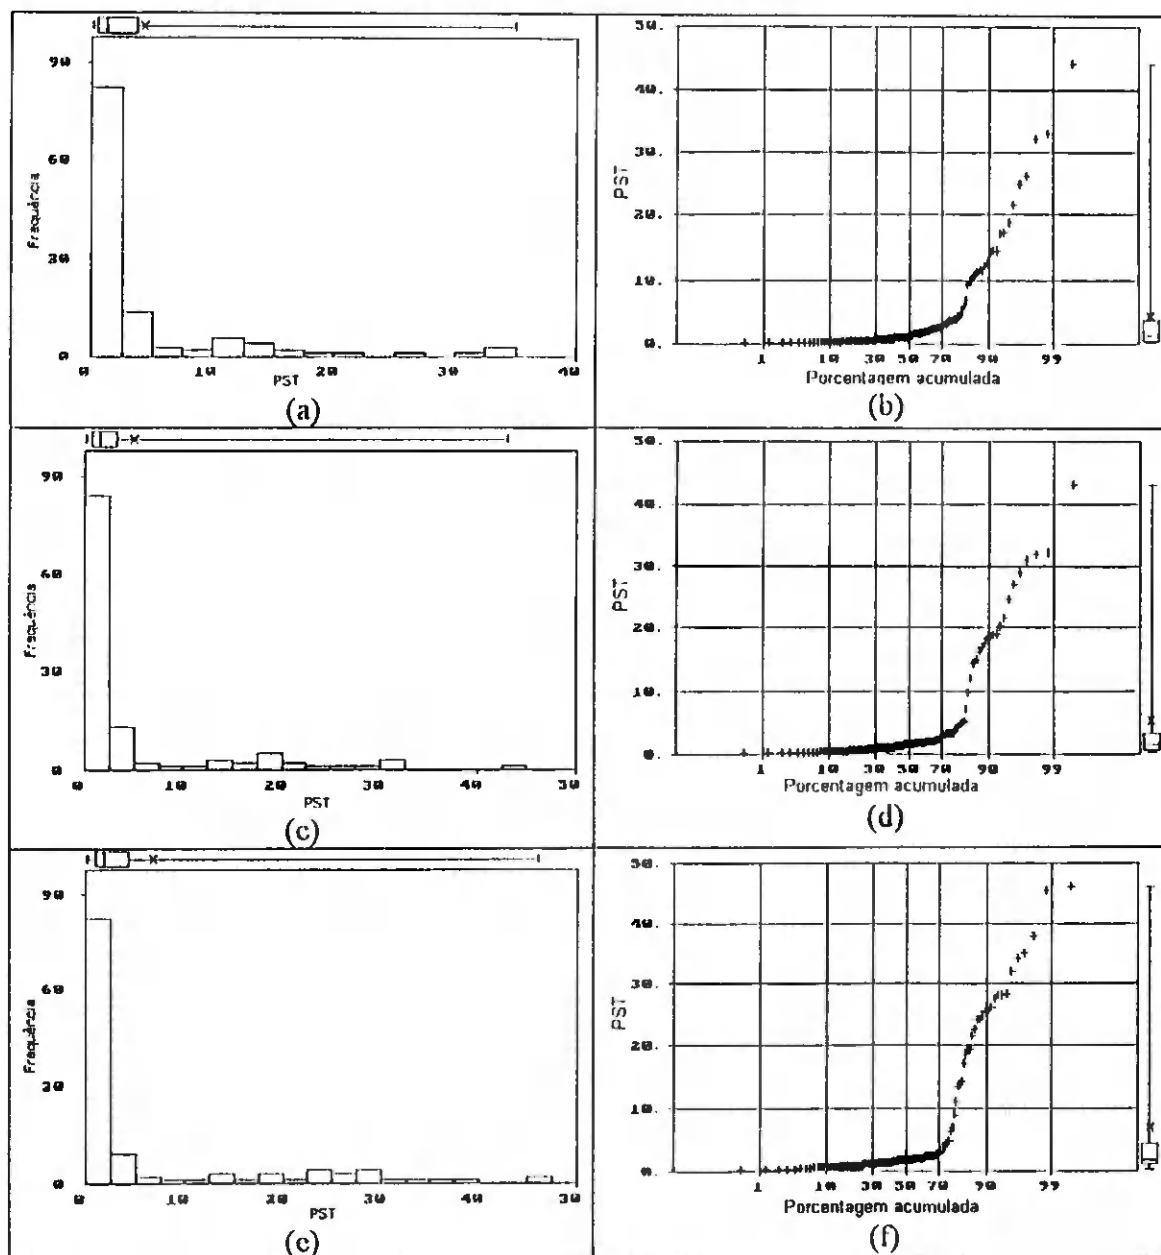 90
60
30
0
Frequência
0 10 20 30 40
PST
(a)
50.
40.
30.
20.
10.
0.
PST
1 10 30 50 70 90 99
Porcentagem acumulada
(b)
90
60
30
0
Frequência
0 10 20 30 40 50
PST
(c)
50.
40.
30.
20.
10.
0.
PST
1 10 30 50 70 90 99
Porcentagem acumulada
(d)
90
60
30
0
Frequência
0 10 20 30 40 50
PST
(e)
50.
40.
30.
20.
10.
0.
PST
1 10 30 50 70 90 99
Porcentagem acumulada
(f)